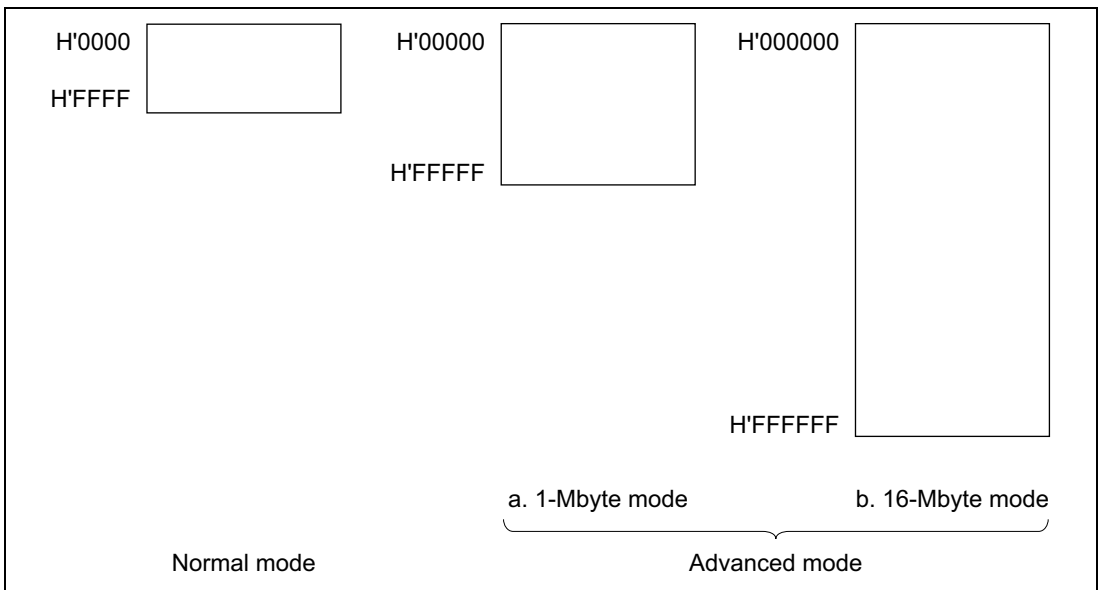 H'0000
H'FFFF
H'00000
H'FFFFF
H'000000
H'FFFFFF
a. 1-Mbyte mode
b. 16-Mbyte mode
Normal mode
Advanced mode